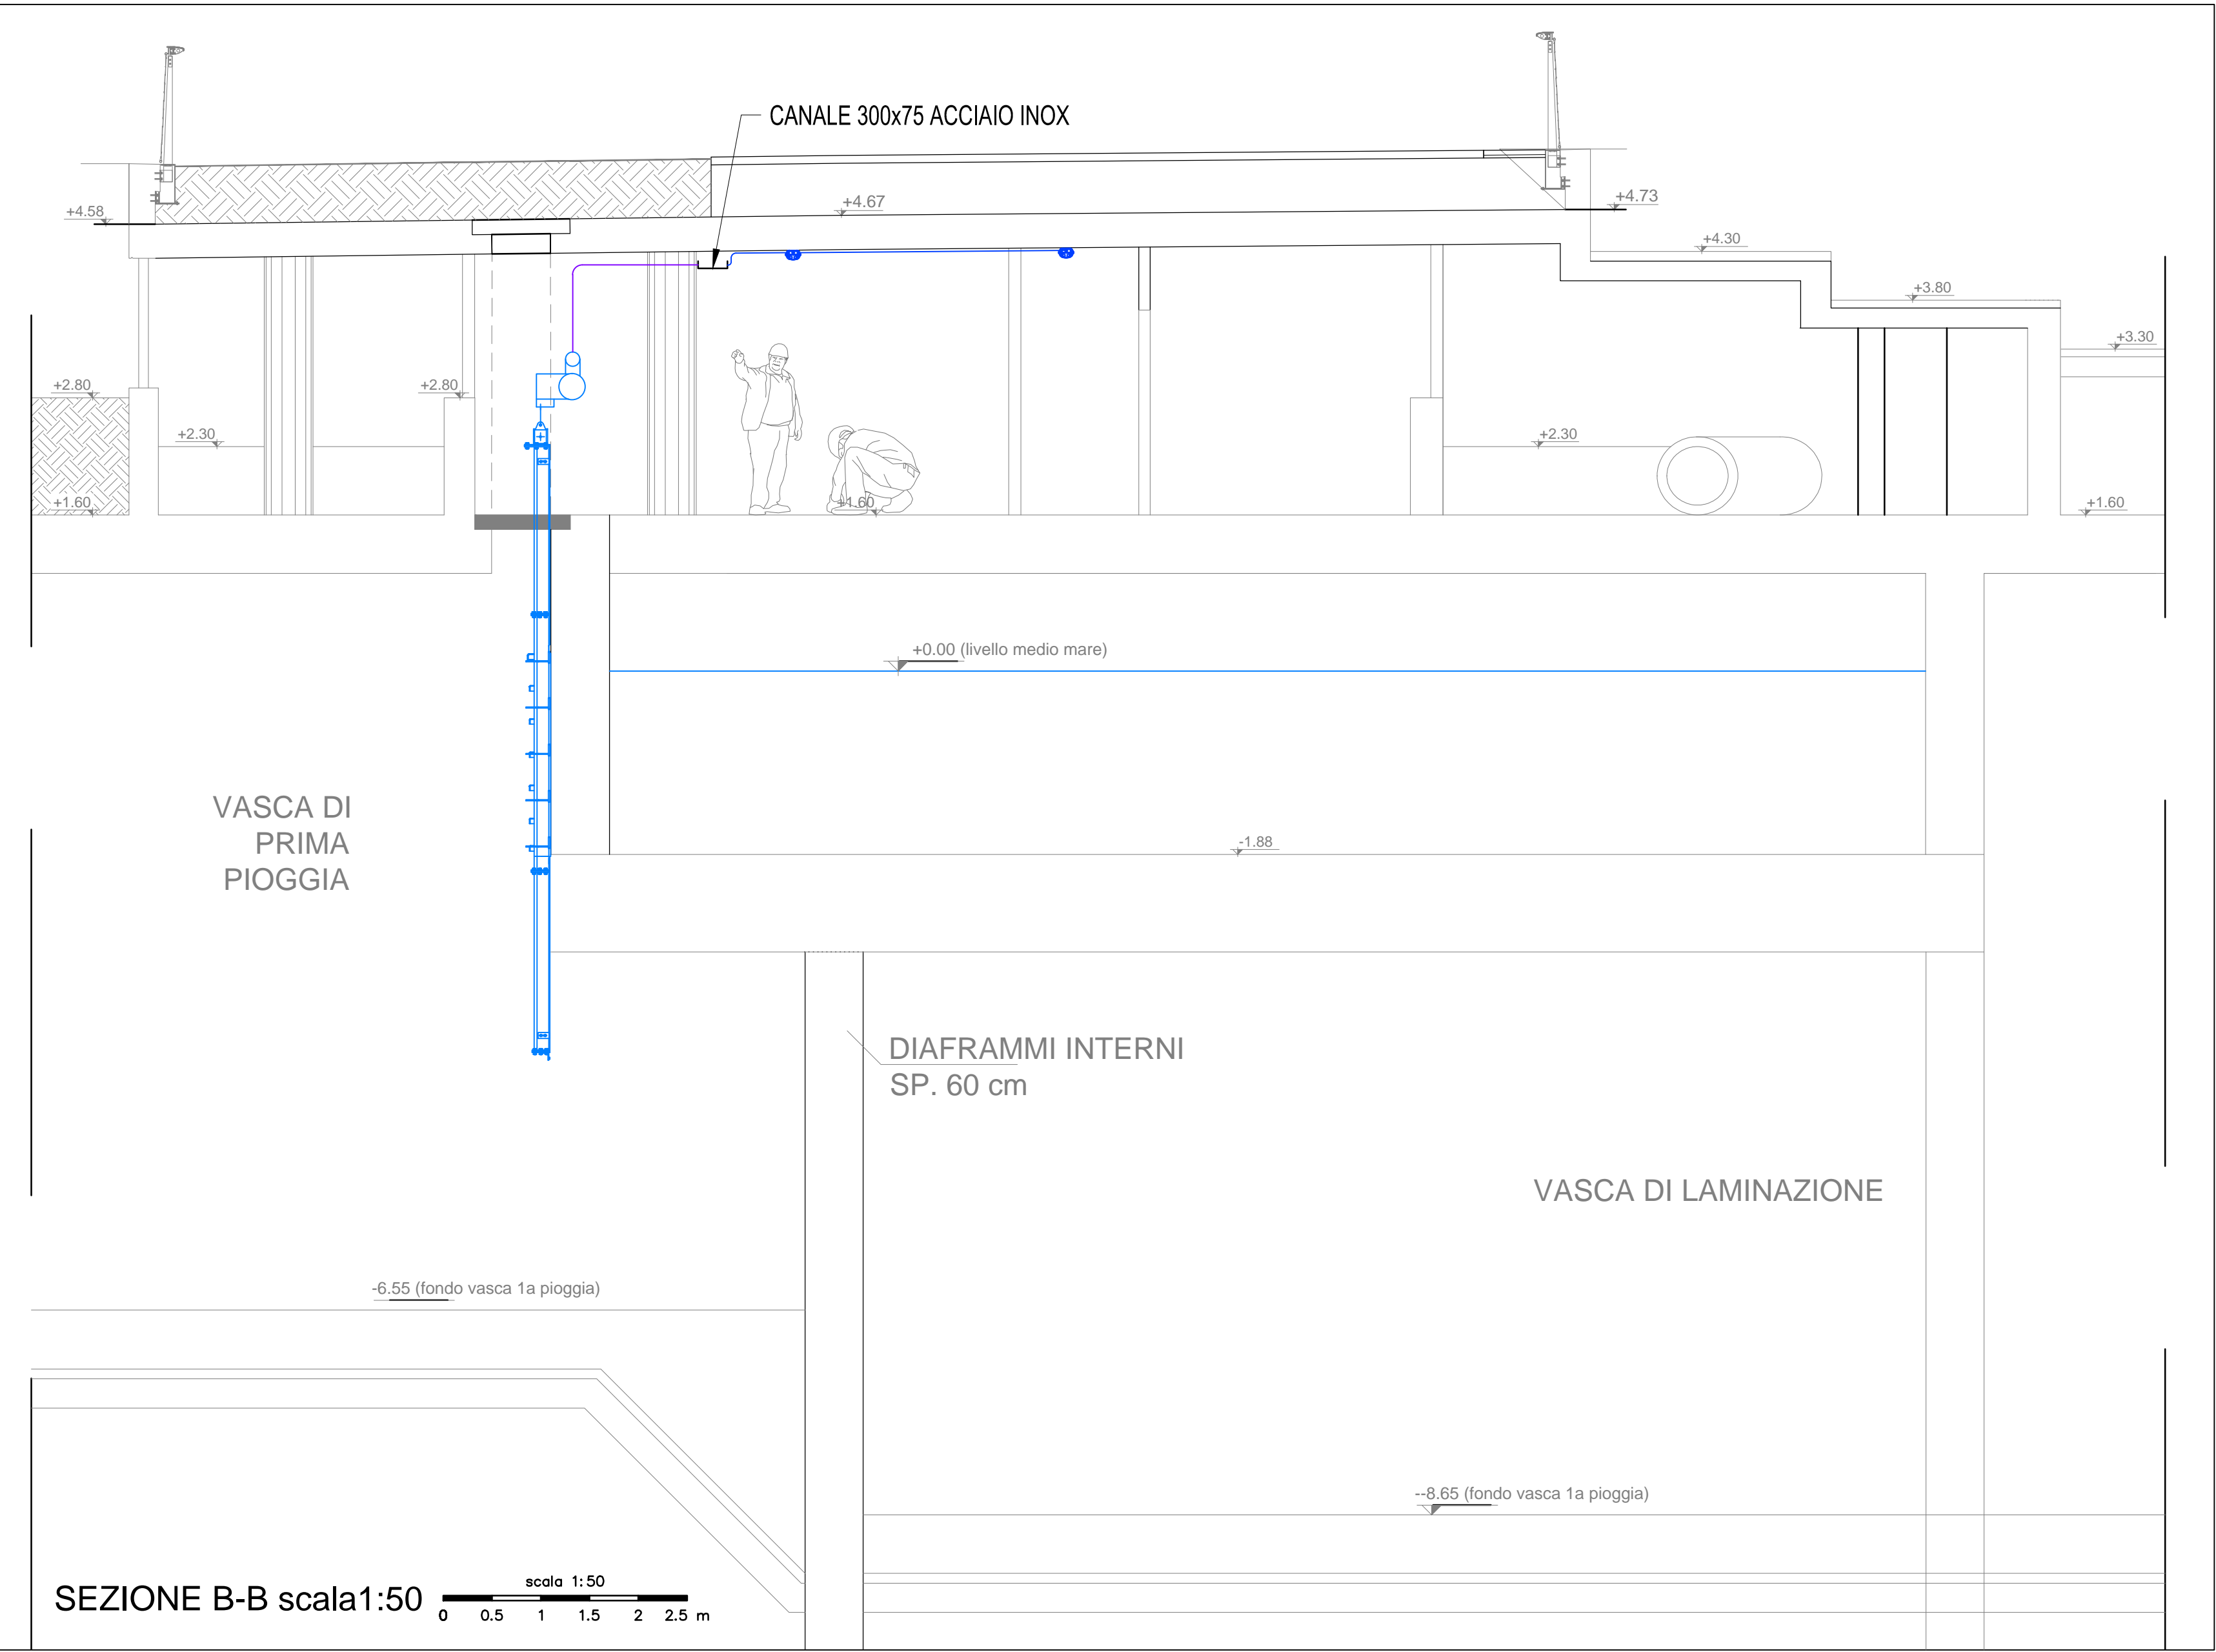 CANALE 300x75 ACCIAIO INOX
+4.58
+4.67
+4.73
+4.30
+3.80
+3.30
+2.80
+2.80
+2.30
+2.30
+1.60
+1.60
+1.60
+0.00 (livello medio mare)
VASCA DI
PRIMA
PIOGGIA
-1.88
DIAFRAMMI INTERNI
SP. 60 cm
VASCA DI LAMINAZIONE
-6.55 (fondo vasca 1a pioggia)
--8.65 (fondo vasca 1a pioggia)
SEZIONE B-B scala1:50
scala 1:50
0 0.5 1 1.5 2 2.5 m